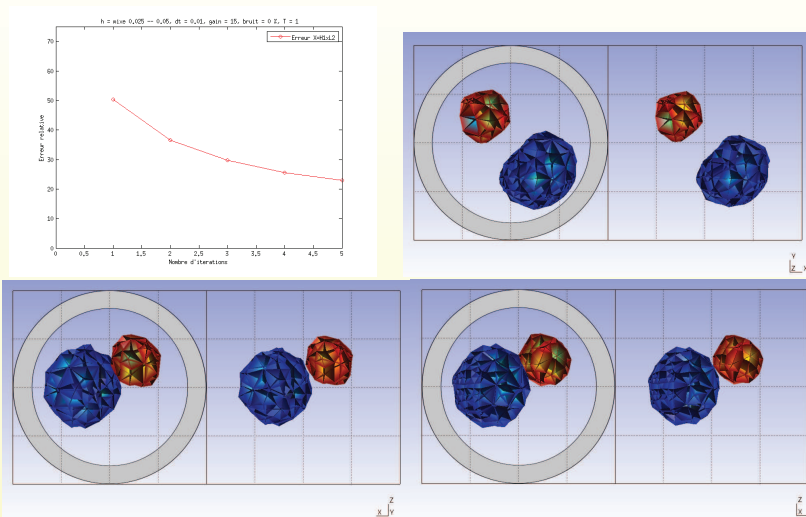 h = mixe 0.025 -- 0.05, dt = 0.01, gain = 15, bruit = 0 %, T = 1
Erreur X=H1xL2
Erreur relative
70
60
50
40
30
20
10
0
0 0.5 1 1.5 2 2.5 3 3.5 4 4.5 5
Nombre d'iterations
Y
Z X
Z
X Y
Z
X